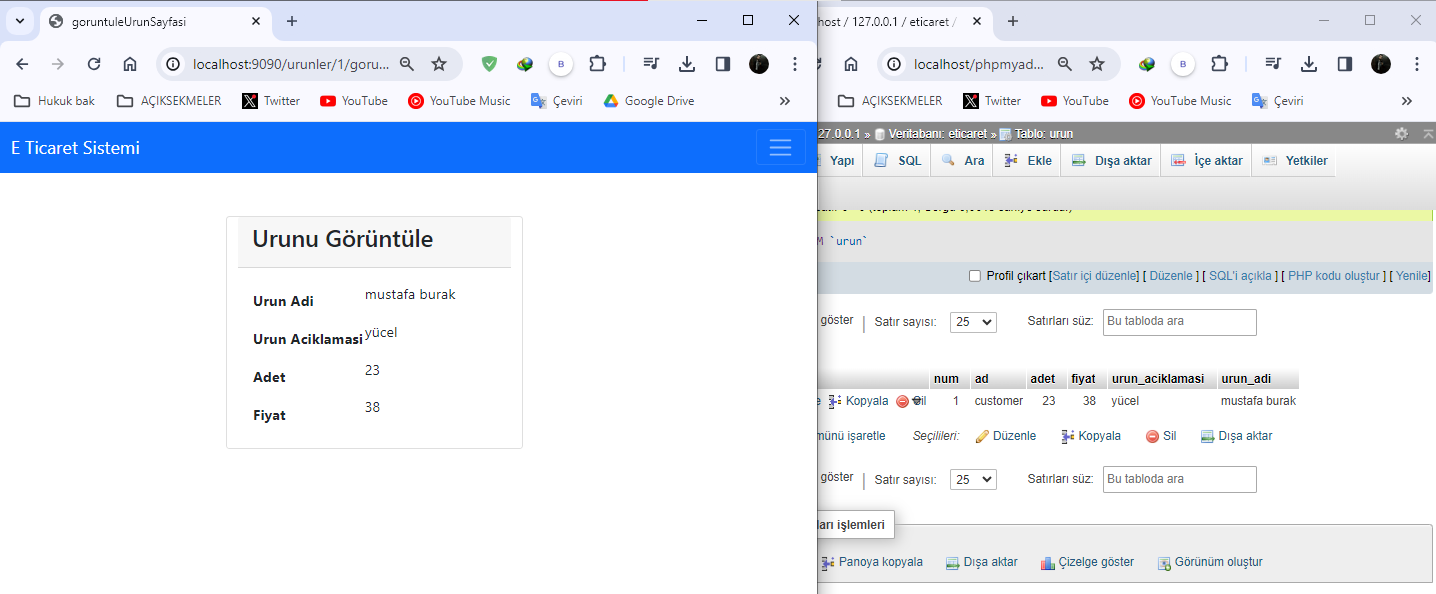 goruntuleUrunSayfasi
localhost:9090/urunler/1/goru...
Hukuk bak AÇIKSEKMELER Twitter YouTube YouTube Music Çeviri Google Drive
E Ticaret Sistemi
Urunu Görüntüle
Urun Adi mustafa burak
Urun Aciklamasi yücel
Adet 23
Fiyat 38
host / 127.0.0.1 / eticaret /
localhost/phpmyad...
AÇIKSEKMELER Twitter YouTube YouTube Music Çeviri
27.0.0.1 » Veritabanı: eticaret » Tablo: urun
Yapı SQL Ara Ekle Dışa aktar İçe aktar Yetkiler
M `urun`
Profil çıkart [Satır içi düzenle] [ Düzenle ] [ SQL'i açıkla ] [ PHP kodu oluştur ] [ Yenile]
göster Satır sayısı: 25 Satırları süz: Bu tabloda ara
num ad adet fiyat urun_aciklamasi urun_adi
e Kopyala Sil 1 customer 23 38 yücel mustafa burak
münü işaretle Seçilileri: Düzenle Kopyala Sil Dışa aktar
göster Satır sayısı: 25 Satırları süz: Bu tabloda ara
ları işlemleri
Panoya kopyala Dışa aktar Çizelge göster Görünüm oluştur